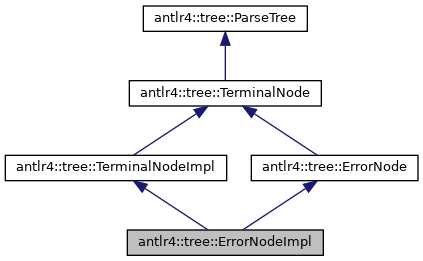 antlr4::tree::ParseTree
antlr4::tree::TerminalNode
antlr4::tree::TerminalNodeImpl
antlr4::tree::ErrorNode
antlr4::tree::ErrorNodeImpl